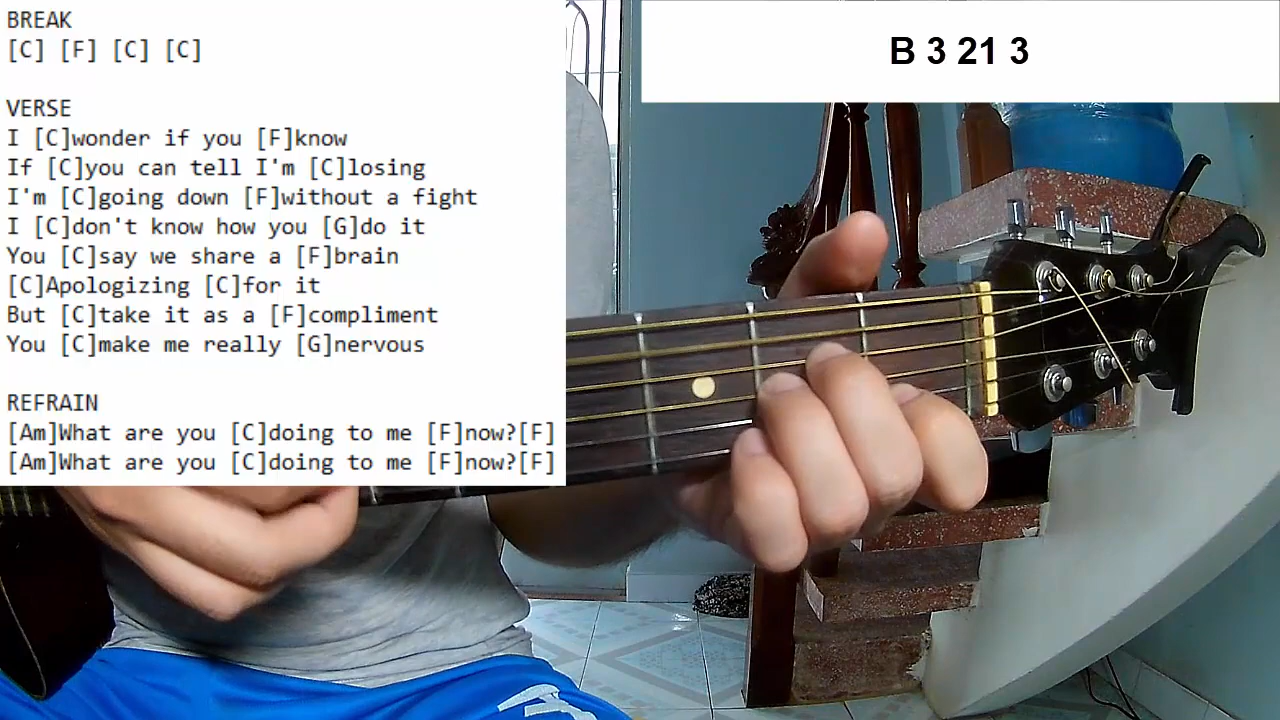 BREAK
[C] [F] [C] [C]
VERSE
I [C]wonder if you [F]know
If [C]you can tell I'm [C]losing
I'm [C]going down [F]without a fight
I [C]don't know how you [G]do it
You [C]say we share a [F]brain
[C]Apologizing [C]for it
But [C]take it as a [F]compliment
You [C]make me really [G]nervous
REFRAIN
[Am]What are you [C]doing to me [F]now?[F]
[Am]What are you [C]doing to me [F]now?[F]
B 3 21 3